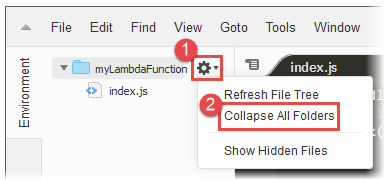 File Edit Find View Goto Tools Window
1
Environment
myLambdaFunction
index.js
index.js
Refresh File Tree
2
Collapse All Folders
Show Hidden Files